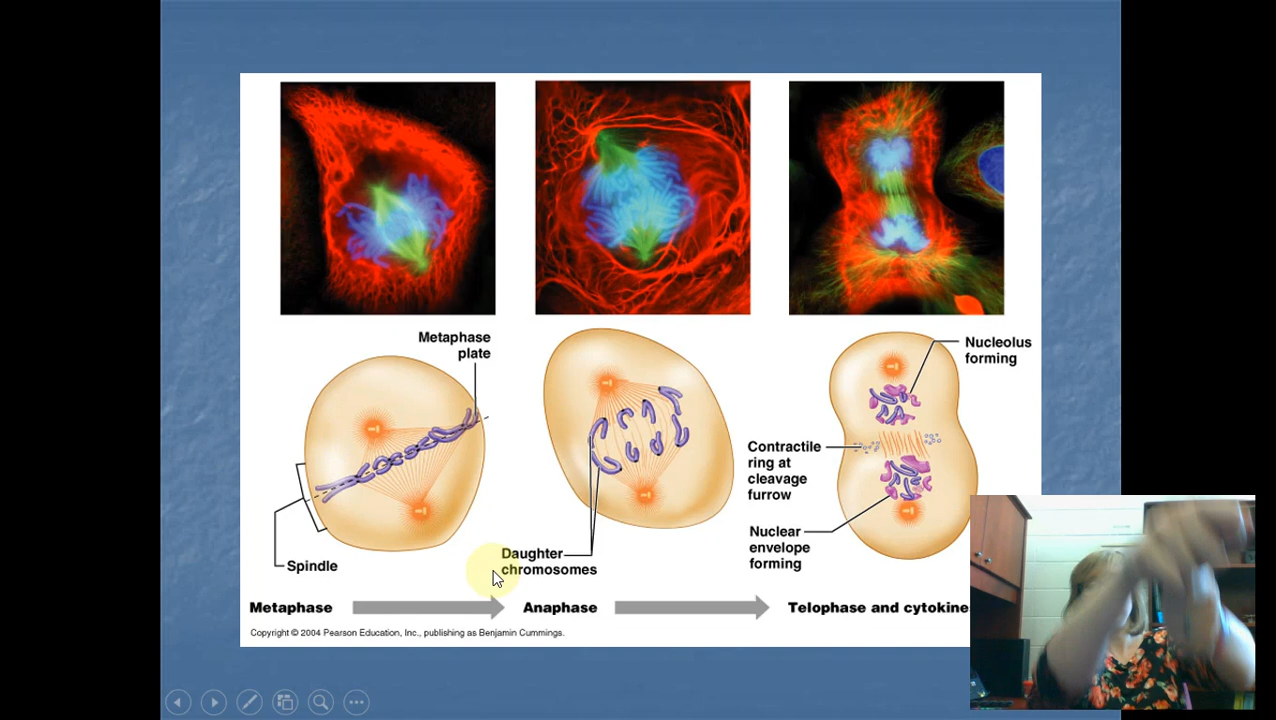 Metaphase
plate
Nucleolus
forming
Contractile
ring at
cleavage
furrow
Nuclear
envelope
forming
Daughter
chromosomes
Spindle
Metaphase
Anaphase
Telophase and
Copyright © 2004 Pearson Education, Inc., publishing as Benjamin Cummings.